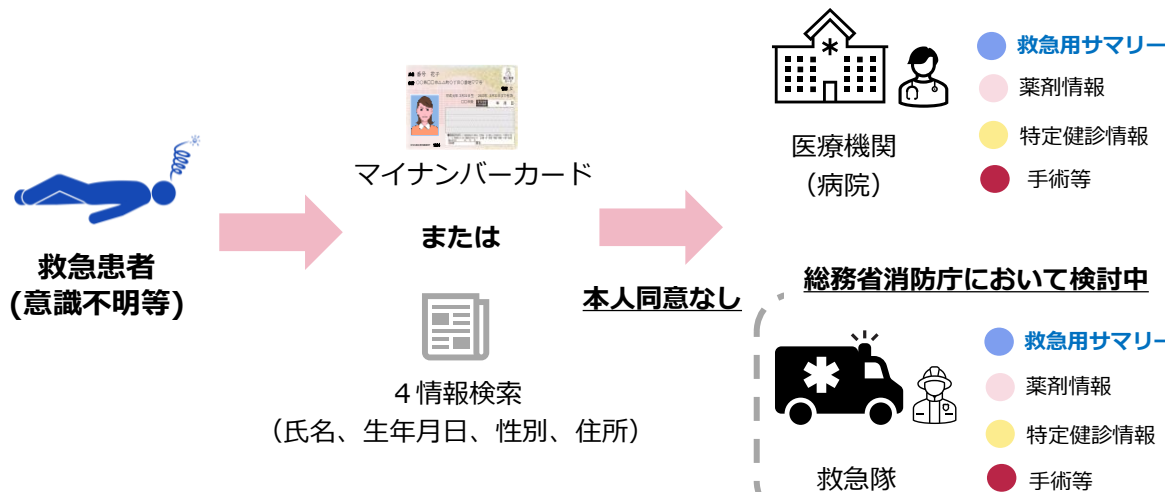 救急患者
(意識不明等)
マイナンバーカード
または
4情報検索
（氏名、生年月日、性別、住所）
本人同意なし
医療機関
（病院）
救急用サマリー
薬剤情報
特定健診情報
手術等
総務省消防庁において検討中
救急隊
救急用サマリー
薬剤情報
特定健診情報
手術等